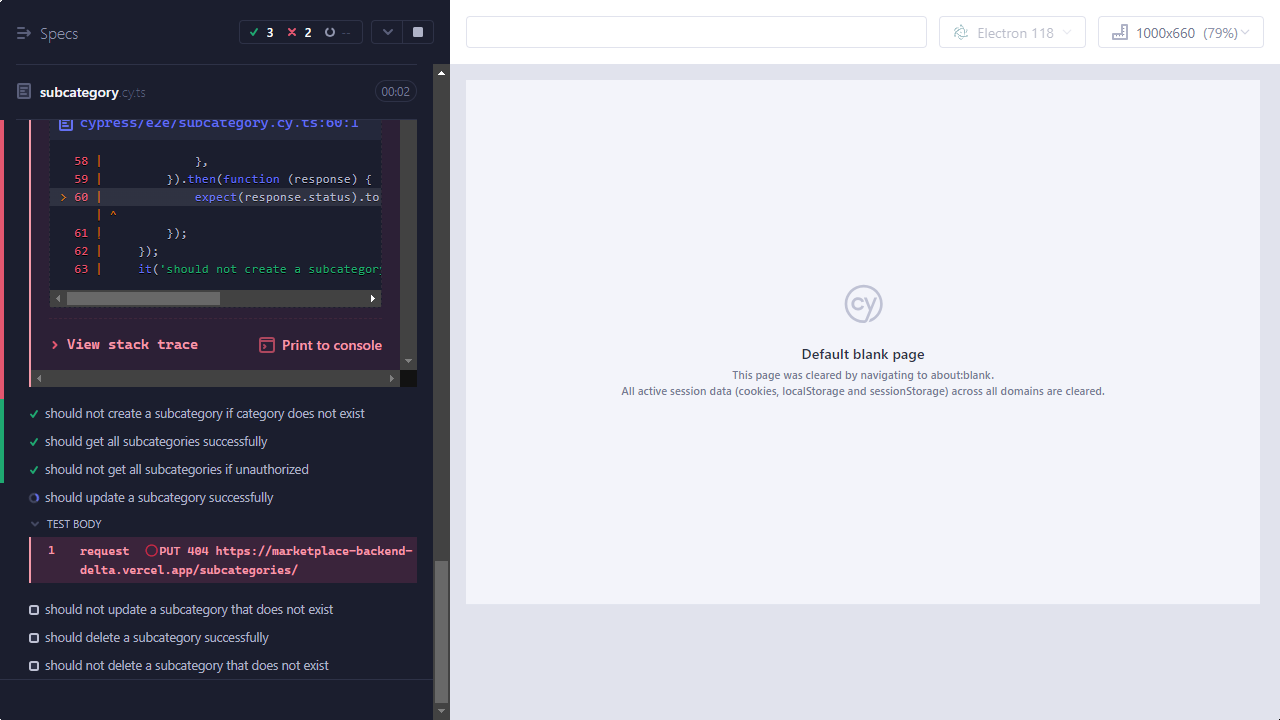 Specs
3
2
--
Electron 118
1000x660 (79%)
subcategory.cy.ts
00:02
cypress/e2e/subcategory.cy.ts:60:1
58 | },
59 | }).then(function (response) {
> 60 | expect(response.status).to
| ^
61 | });
62 | });
63 | it('should not create a subcategory
View stack trace
Print to console
should not create a subcategory if category does not exist
should get all subcategories successfully
should not get all subcategories if unauthorized
should update a subcategory successfully
TEST BODY
1 request PUT 404 https://marketplace-backend-
delta.vercel.app/subcategories/
should not update a subcategory that does not exist
should delete a subcategory successfully
should not delete a subcategory that does not exist
cy
Default blank page
This page was cleared by navigating to about:blank.
All active session data (cookies, localStorage and sessionStorage) across all domains are cleared.